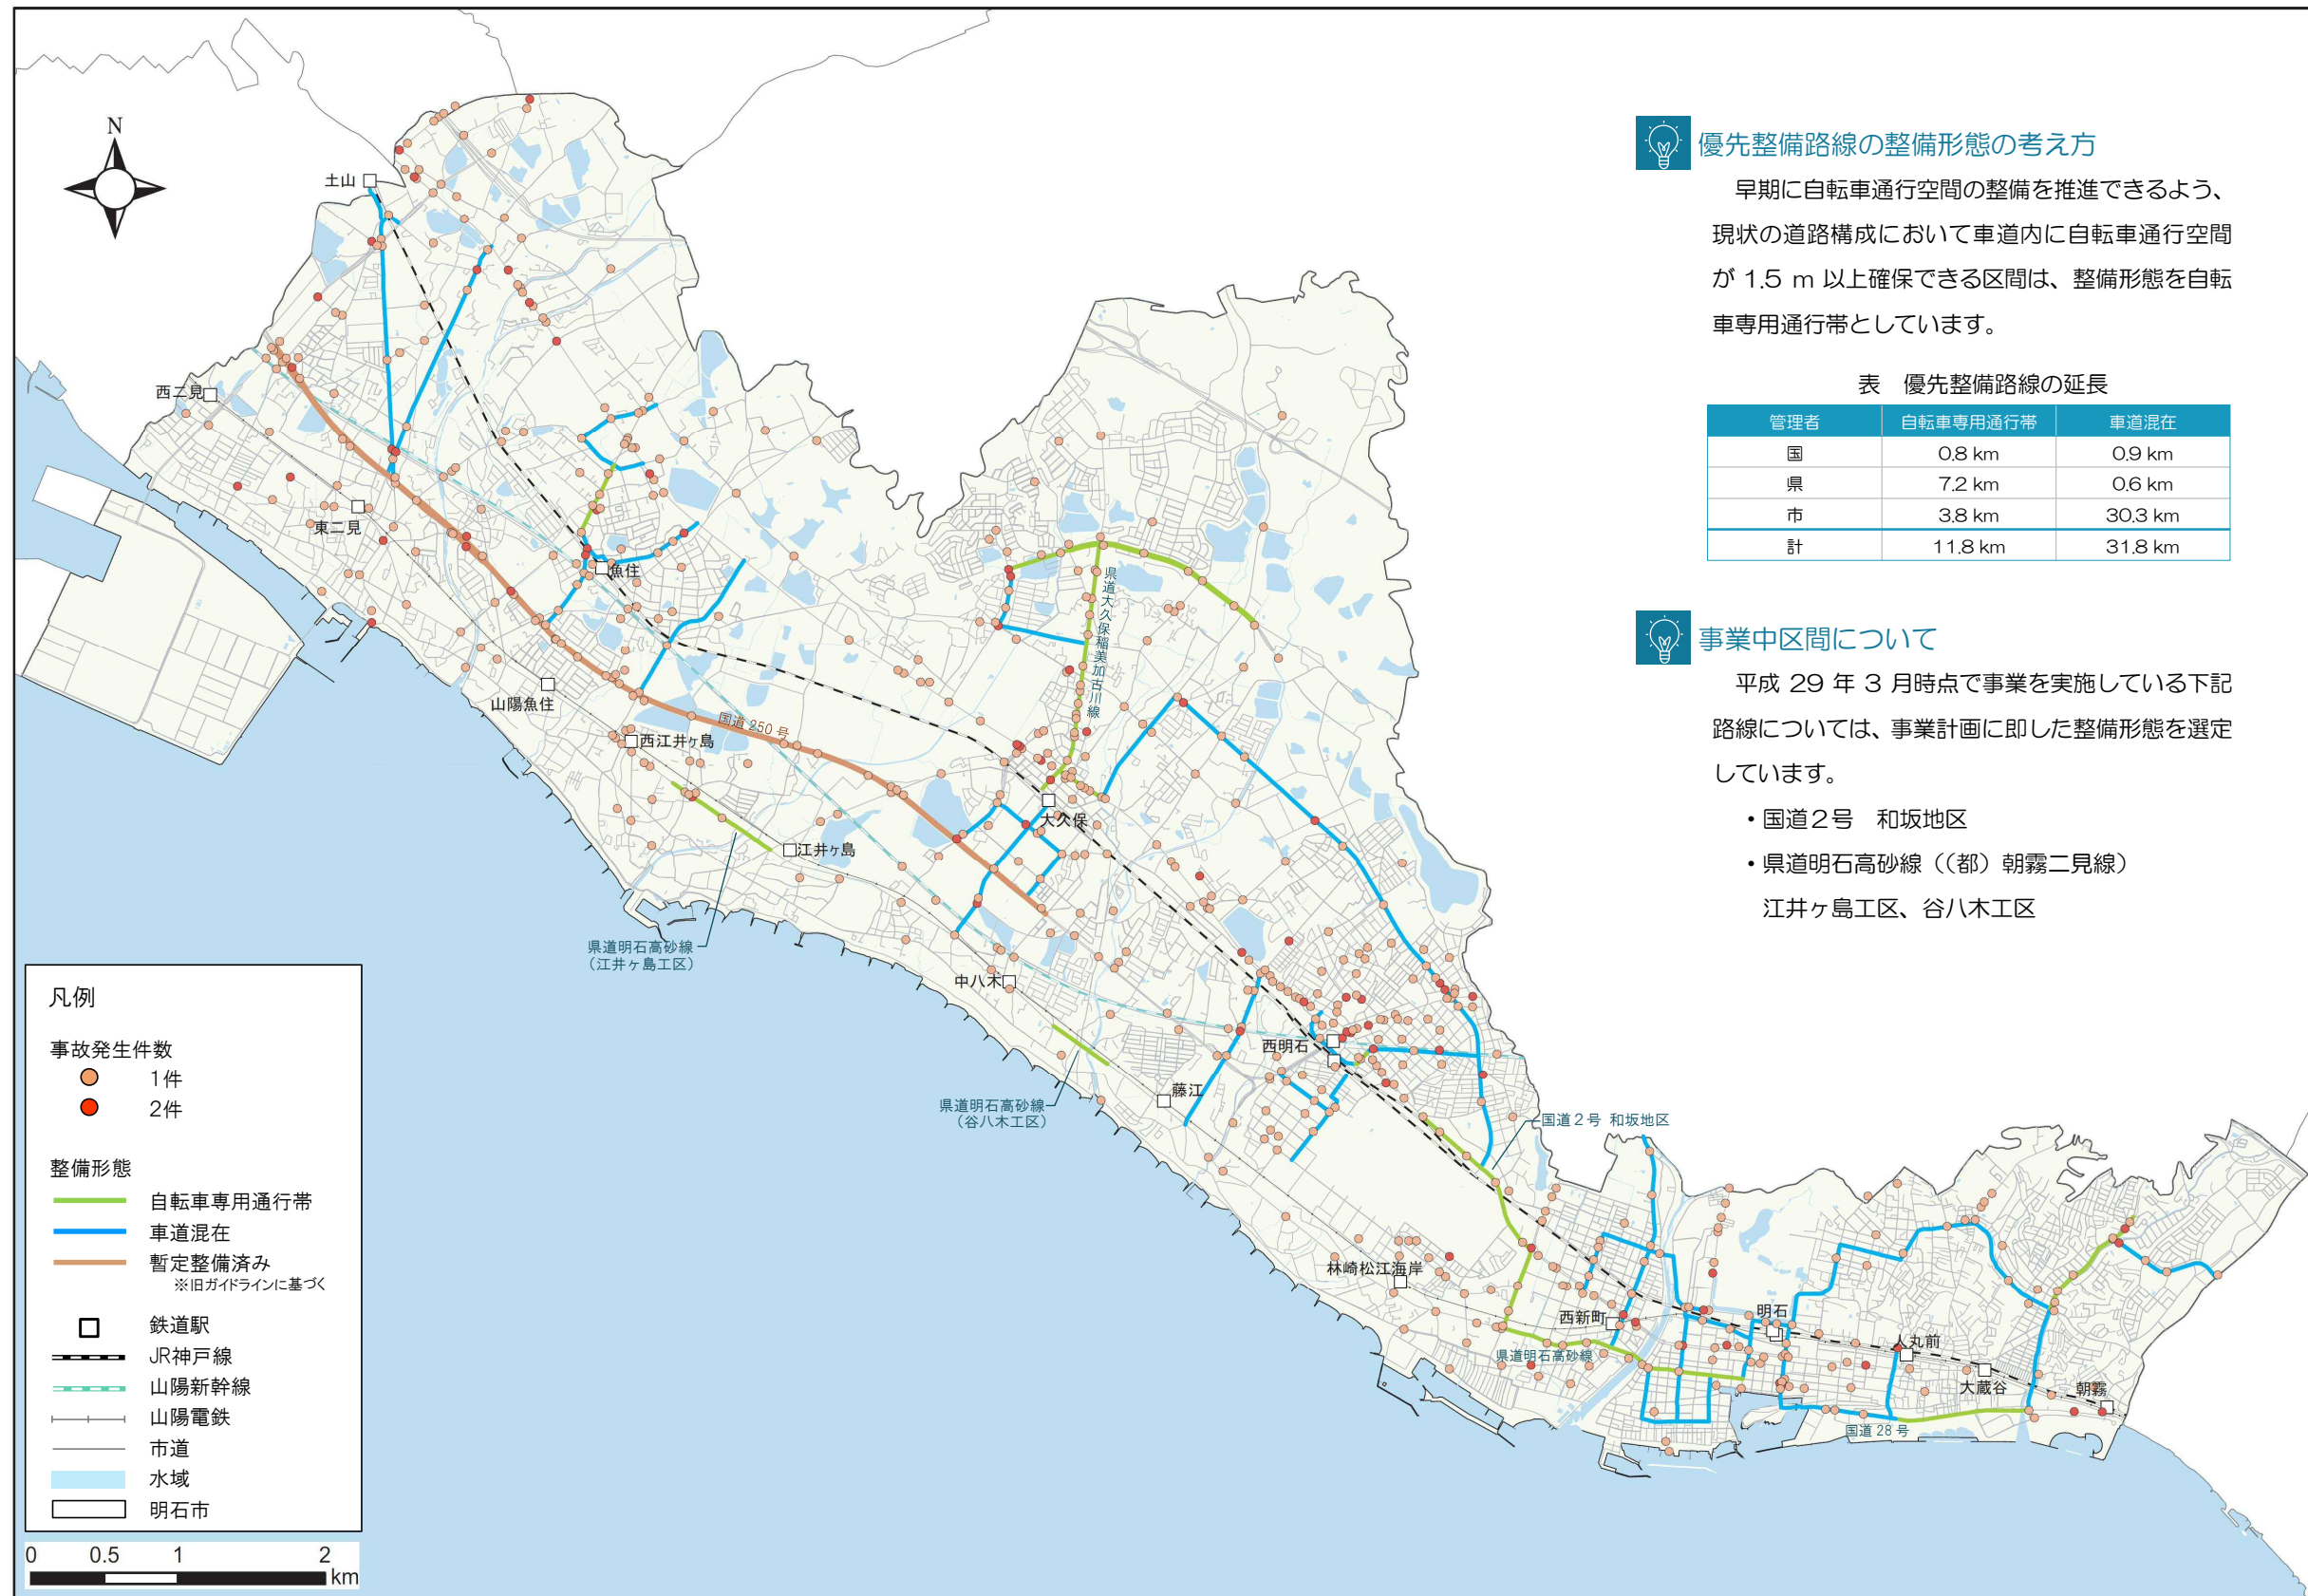 N
土山
西二見
東二見
魚住
山陽魚住
西江井ヶ島
国道 250 号
江井ヶ島
県道大久保稲美加古川線
大久保
県道明石高砂線
（江井ヶ島工区）
中八木
県道明石高砂線
（谷八木工区）
藤江
西明石
国道２号 和坂地区
林崎松江海岸
西新町
県道明石高砂線
明石
人丸前
大蔵谷
朝霧
国道 28 号
優先整備路線の整備形態の考え方
早期に自転車通行空間の整備を推進できるよう、
現状の道路構成において車道内に自転車通行空間
が 1.5 m 以上確保できる区間は、整備形態を自転
車専用通行帯としています。
表　優先整備路線の延長
管理者 自転車専用通行帯 車道混在
国 0.8 km 0.9 km
県 7.2 km 0.6 km
市 3.8 km 30.3 km
計 11.8 km 31.8 km
事業中区間について
平成 29 年 3 月時点で事業を実施している下記
路線については、事業計画に即した整備形態を選定
しています。
・国道２号　和坂地区
・県道明石高砂線（（都）朝霧二見線）
江井ヶ島工区、谷八木工区
凡例
事故発生件数
1件
2件
整備形態
自転車専用通行帯
車道混在
暫定整備済み
※旧ガイドラインに基づく
鉄道駅
JR神戸線
山陽新幹線
山陽電鉄
市道
水域
明石市
0 0.5 1 2
km